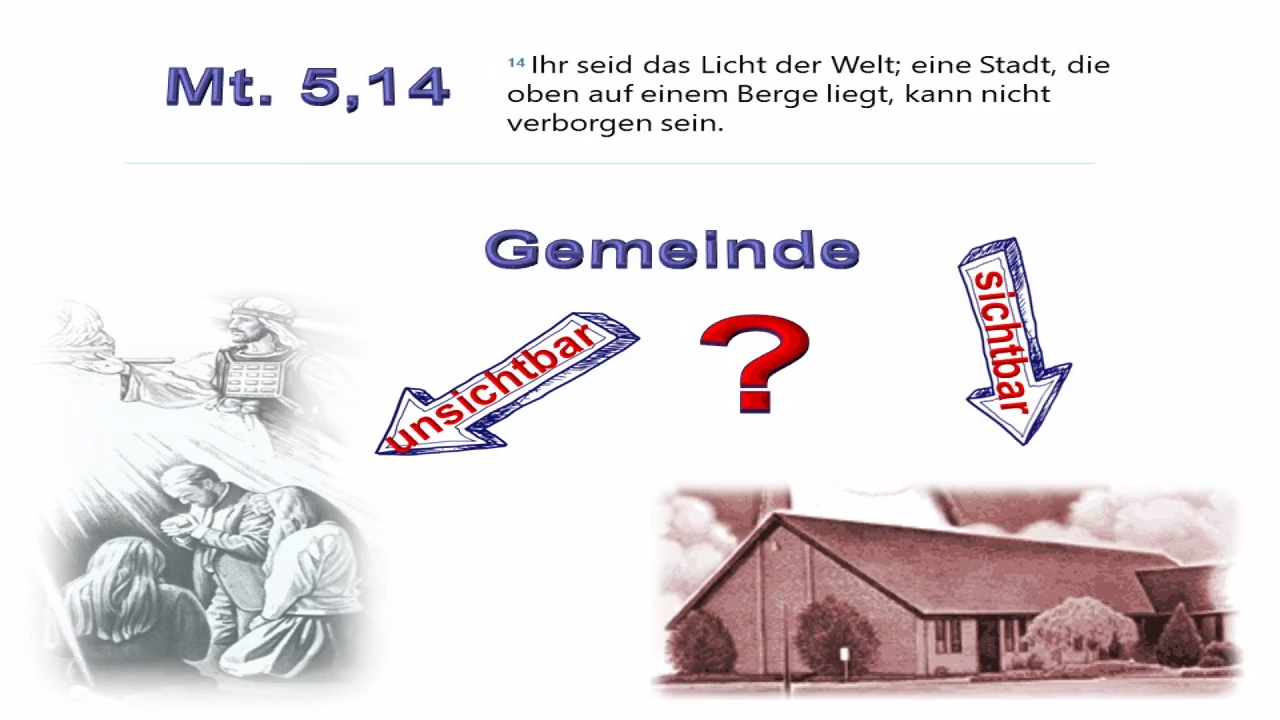 Mt. 5,14
14 Ihr seid das Licht der Welt; eine Stadt, die
oben auf einem Berge liegt, kann nicht
verborgen sein.
Gemeinde
unsichtbar
?
sichtbar